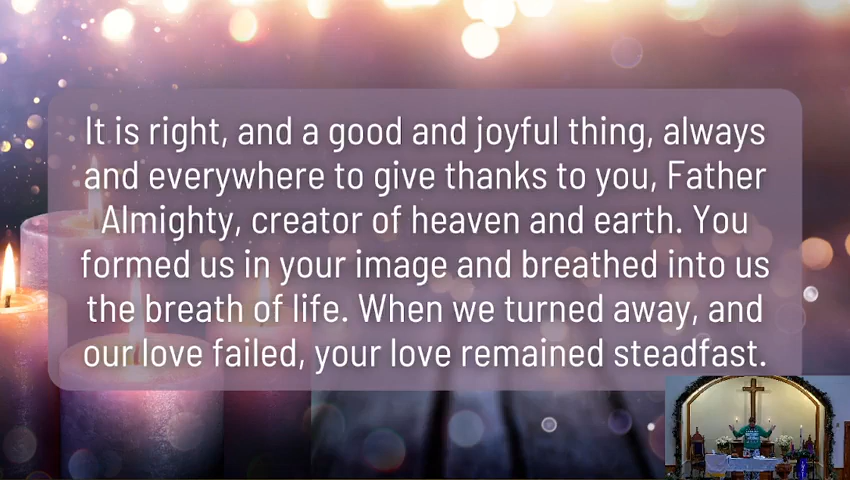 It is right, and a good and joyful thing, always
and everywhere to give thanks to you, Father
Almighty, creator of heaven and earth. You
formed us in your image and breathed into us
the breath of life. When we turned away, and
our love failed, your love remained steadfast.